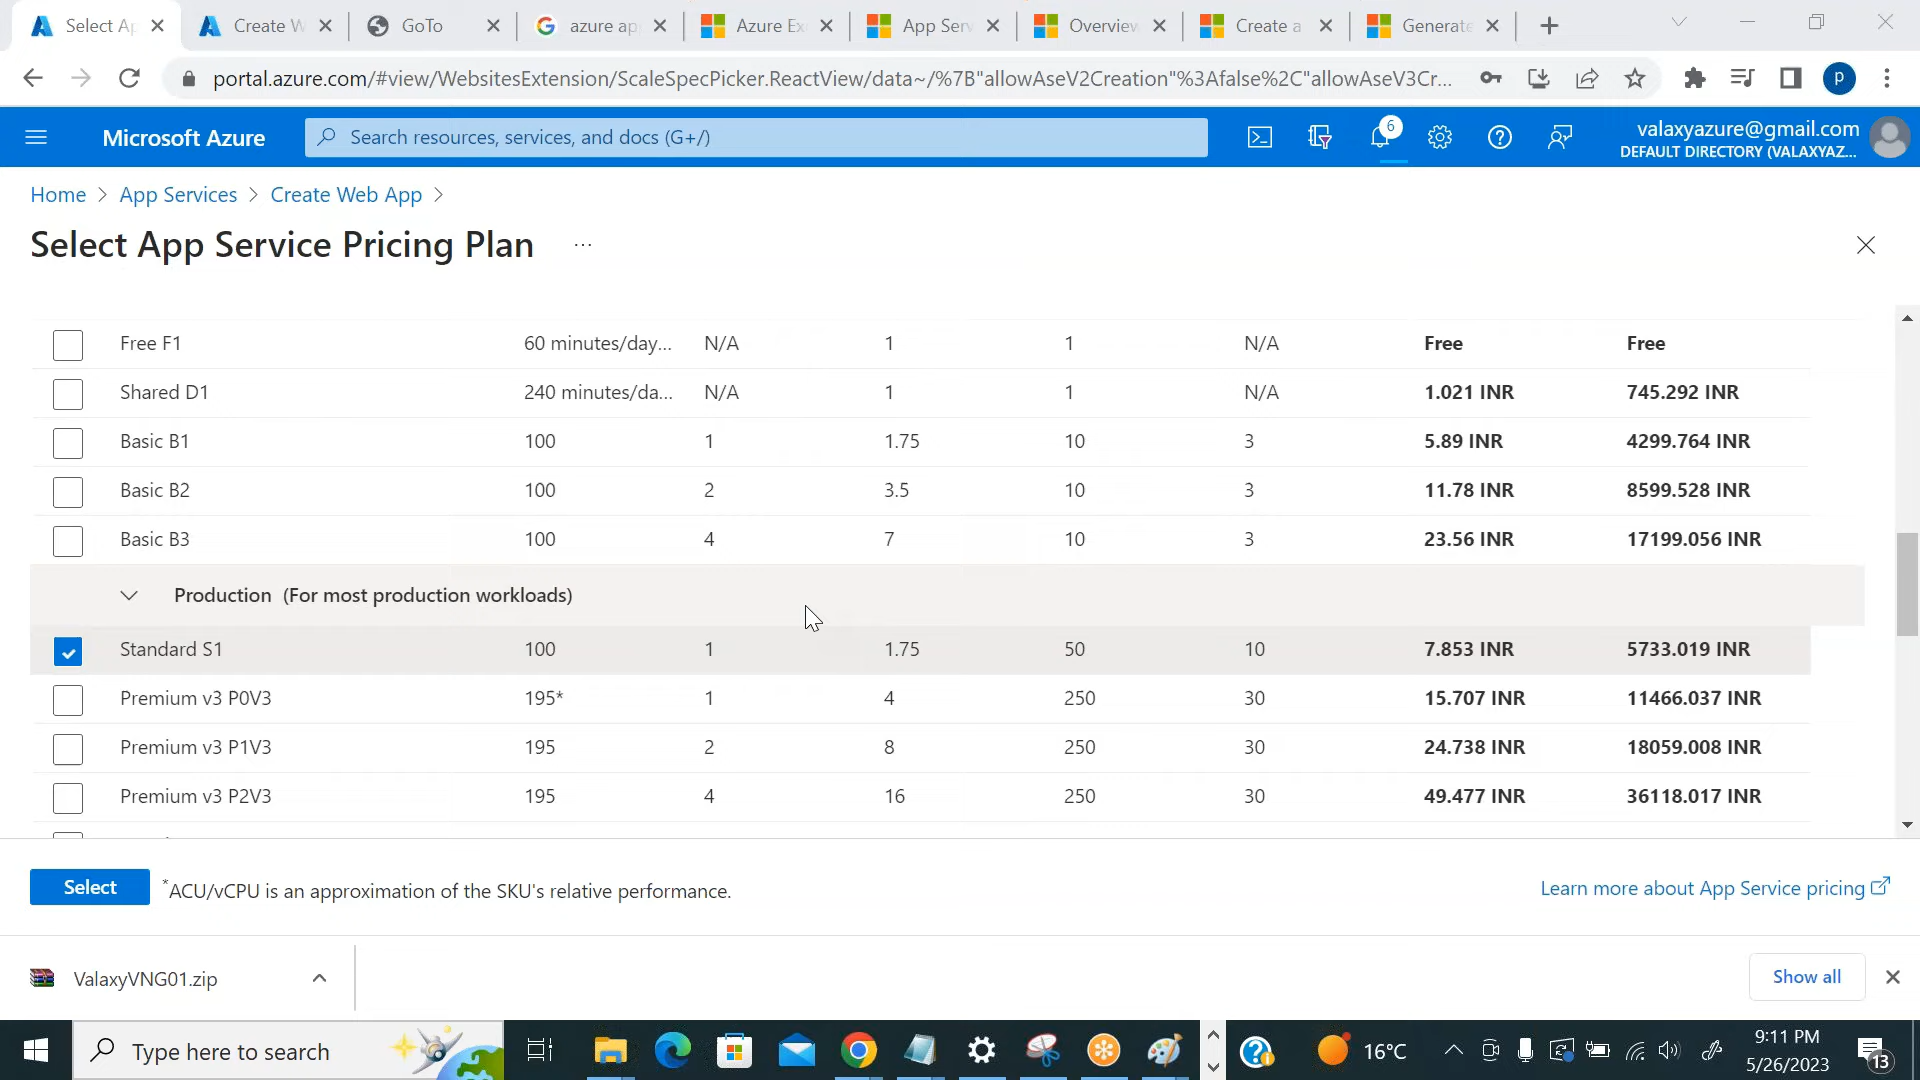 Select Ap
Create W
GoTo
azure ap
Azure Ex
App Serv
Overview
Create a
Generate
portal.azure.com/#view/WebsitesExtension/ScaleSpecPicker.ReactView/data~/%7B"allowAseV2Creation"%3Afalse%2C"allowAseV3Cr...
P
Microsoft Azure
Search resources, services, and docs (G+/)
6
valaxyazure@gmail.com
DEFAULT DIRECTORY (VALAXYAZ...
Home > App Services > Create Web App >
Select App Service Pricing Plan ...
Free F1 60 minutes/day... N/A 1 1 N/A Free Free
Shared D1 240 minutes/da... N/A 1 1 N/A 1.021 INR 745.292 INR
Basic B1 100 1 1.75 10 3 5.89 INR 4299.764 INR
Basic B2 100 2 3.5 10 3 11.78 INR 8599.528 INR
Basic B3 100 4 7 10 3 23.56 INR 17199.056 INR
Production (For most production workloads)
Standard S1 100 1 1.75 50 10 7.853 INR 5733.019 INR
Premium v3 P0V3 195* 1 4 250 30 15.707 INR 11466.037 INR
Premium v3 P1V3 195 2 8 250 30 24.738 INR 18059.008 INR
Premium v3 P2V3 195 4 16 250 30 49.477 INR 36118.017 INR
Select
*ACU/vCPU is an approximation of the SKU's relative performance.
Learn more about App Service pricing
ValaxyVNG01.zip
Show all
Type here to search
16°C
9:11 PM
5/26/2023
13